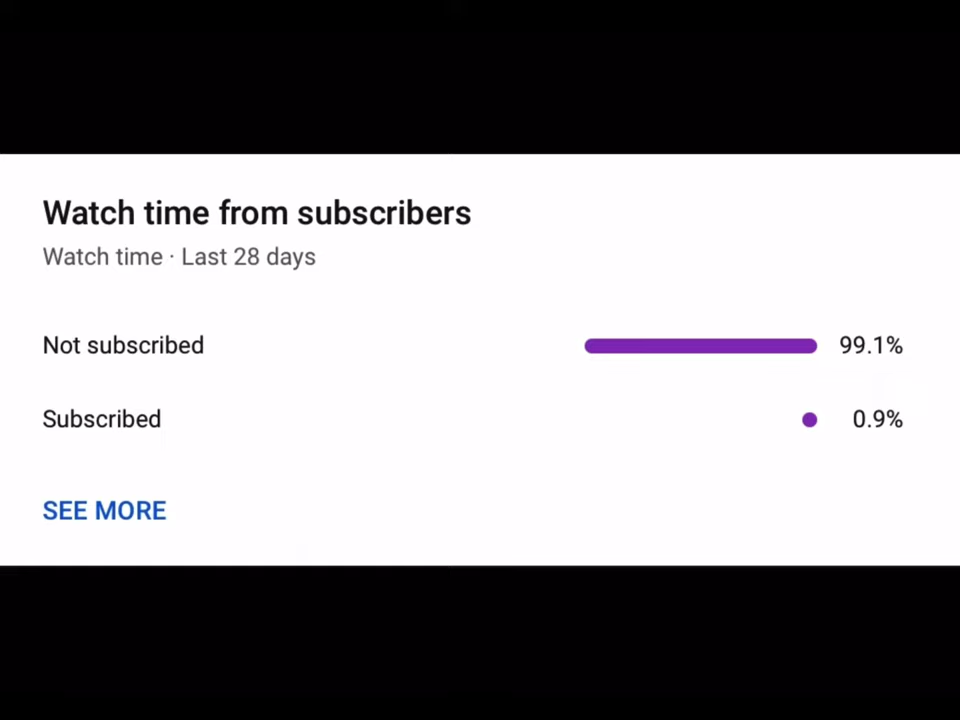 Watch time from subscribers
Watch time · Last 28 days
Not subscribed 99.1%
Subscribed 0.9%
SEE MORE